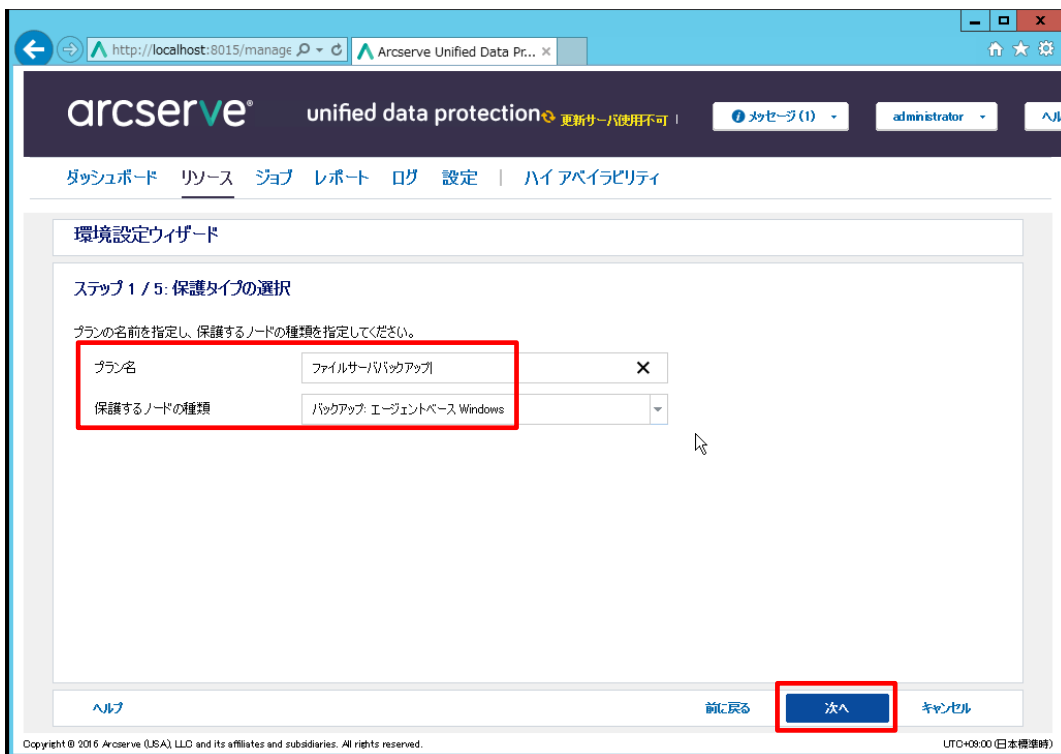 http://localhost:8015/manage
Arcserve Unified Data Pr...
arcserve® unified data protection 更新サーバ使用不可 | メッセージ (1) administrator
ダッシュボード リソース ジョブ レポート ログ 設定 | ハイ アベイラビリティ
環境設定ウィザード
ステップ 1 / 5: 保護タイプの選択
プランの名前を指定し、保護するノードの種類を指定してください。
プラン名 ファイルサーババックアップ
保護するノードの種類 バックアップ: エージェントベース Windows
ヘルプ 前に戻る 次へ キャンセル
Copyright © 2016 Arcserve (USA), LLC and its affiliates and subsidiaries. All rights reserved. UTC+09:00 (日本標準時)